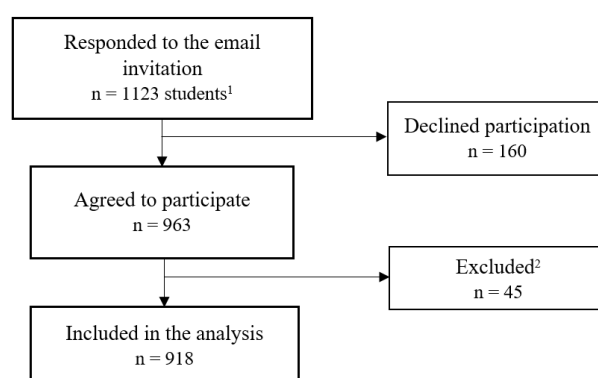 Responded to the email
invitation
n = 1123 students¹
Declined participation
n = 160
Agreed to participate
n = 963
Excluded²
n = 45
Included in the analysis
n = 918